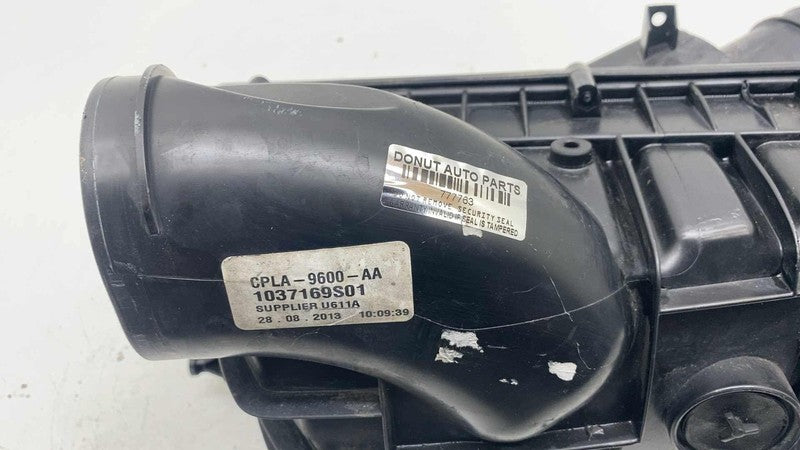 DONUT AUTO PARTS
777763
DO NOT REMOVE SECURITY SEAL
WARRANTY INVALID IF SEAL IS TAMPERED
CPLA-9600-AA
1037169S01
SUPPLIER U611A
28.08.2013 10:09:39